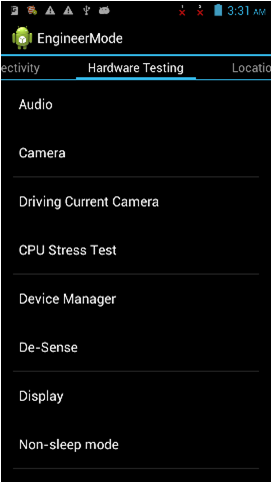 3:31 AM
EngineerMode
ectivity Hardware Testing Locatio
Audio
Camera
Driving Current Camera
CPU Stress Test
Device Manager
De-Sense
Display
Non-sleep mode